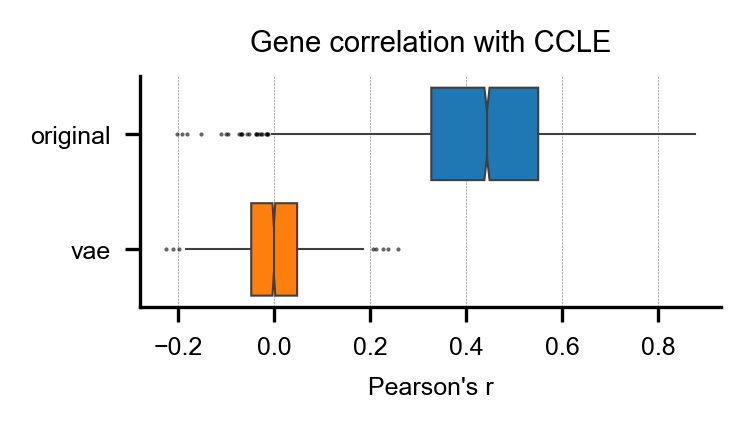 Gene correlation with CCLE
original
vae
−0.2 0.0 0.2 0.4 0.6 0.8
Pearson's r